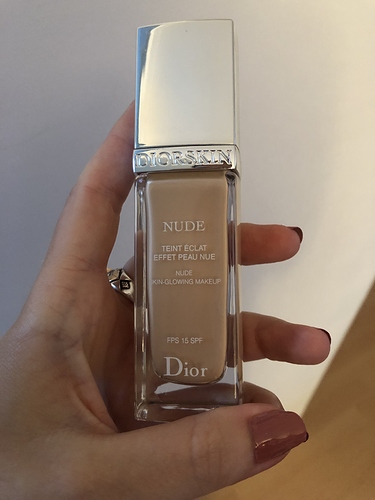 DIORSKIN
NUDE
TEINT ÉCLAT
EFFET PEAU NUE
NUDE
KIN-GLOWING MAKEUP
FPS 15 SPF
Dior